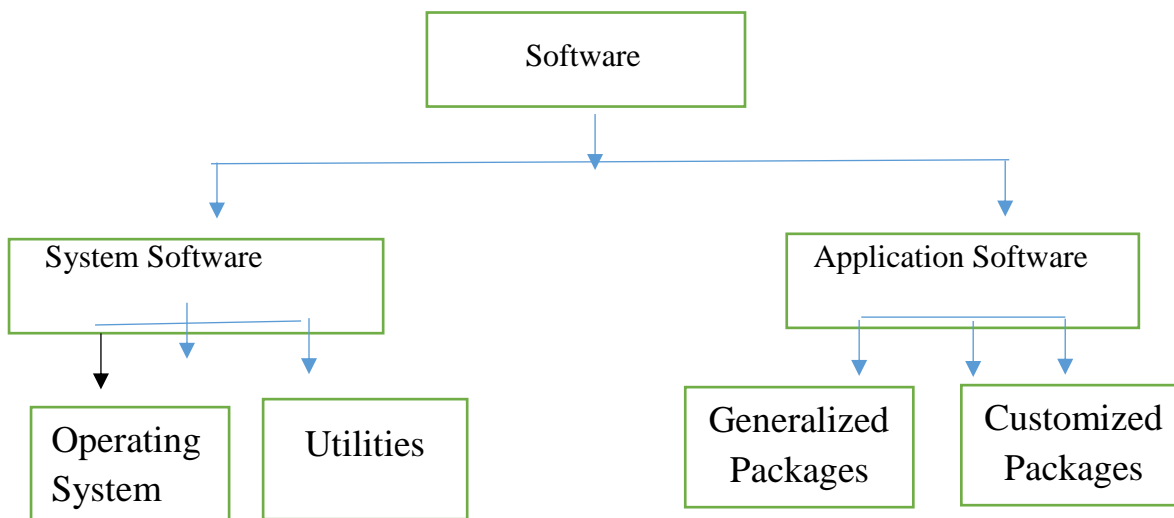 Software
System Software
Application Software
Operating
System
Utilities
Generalized
Packages
Customized
Packages